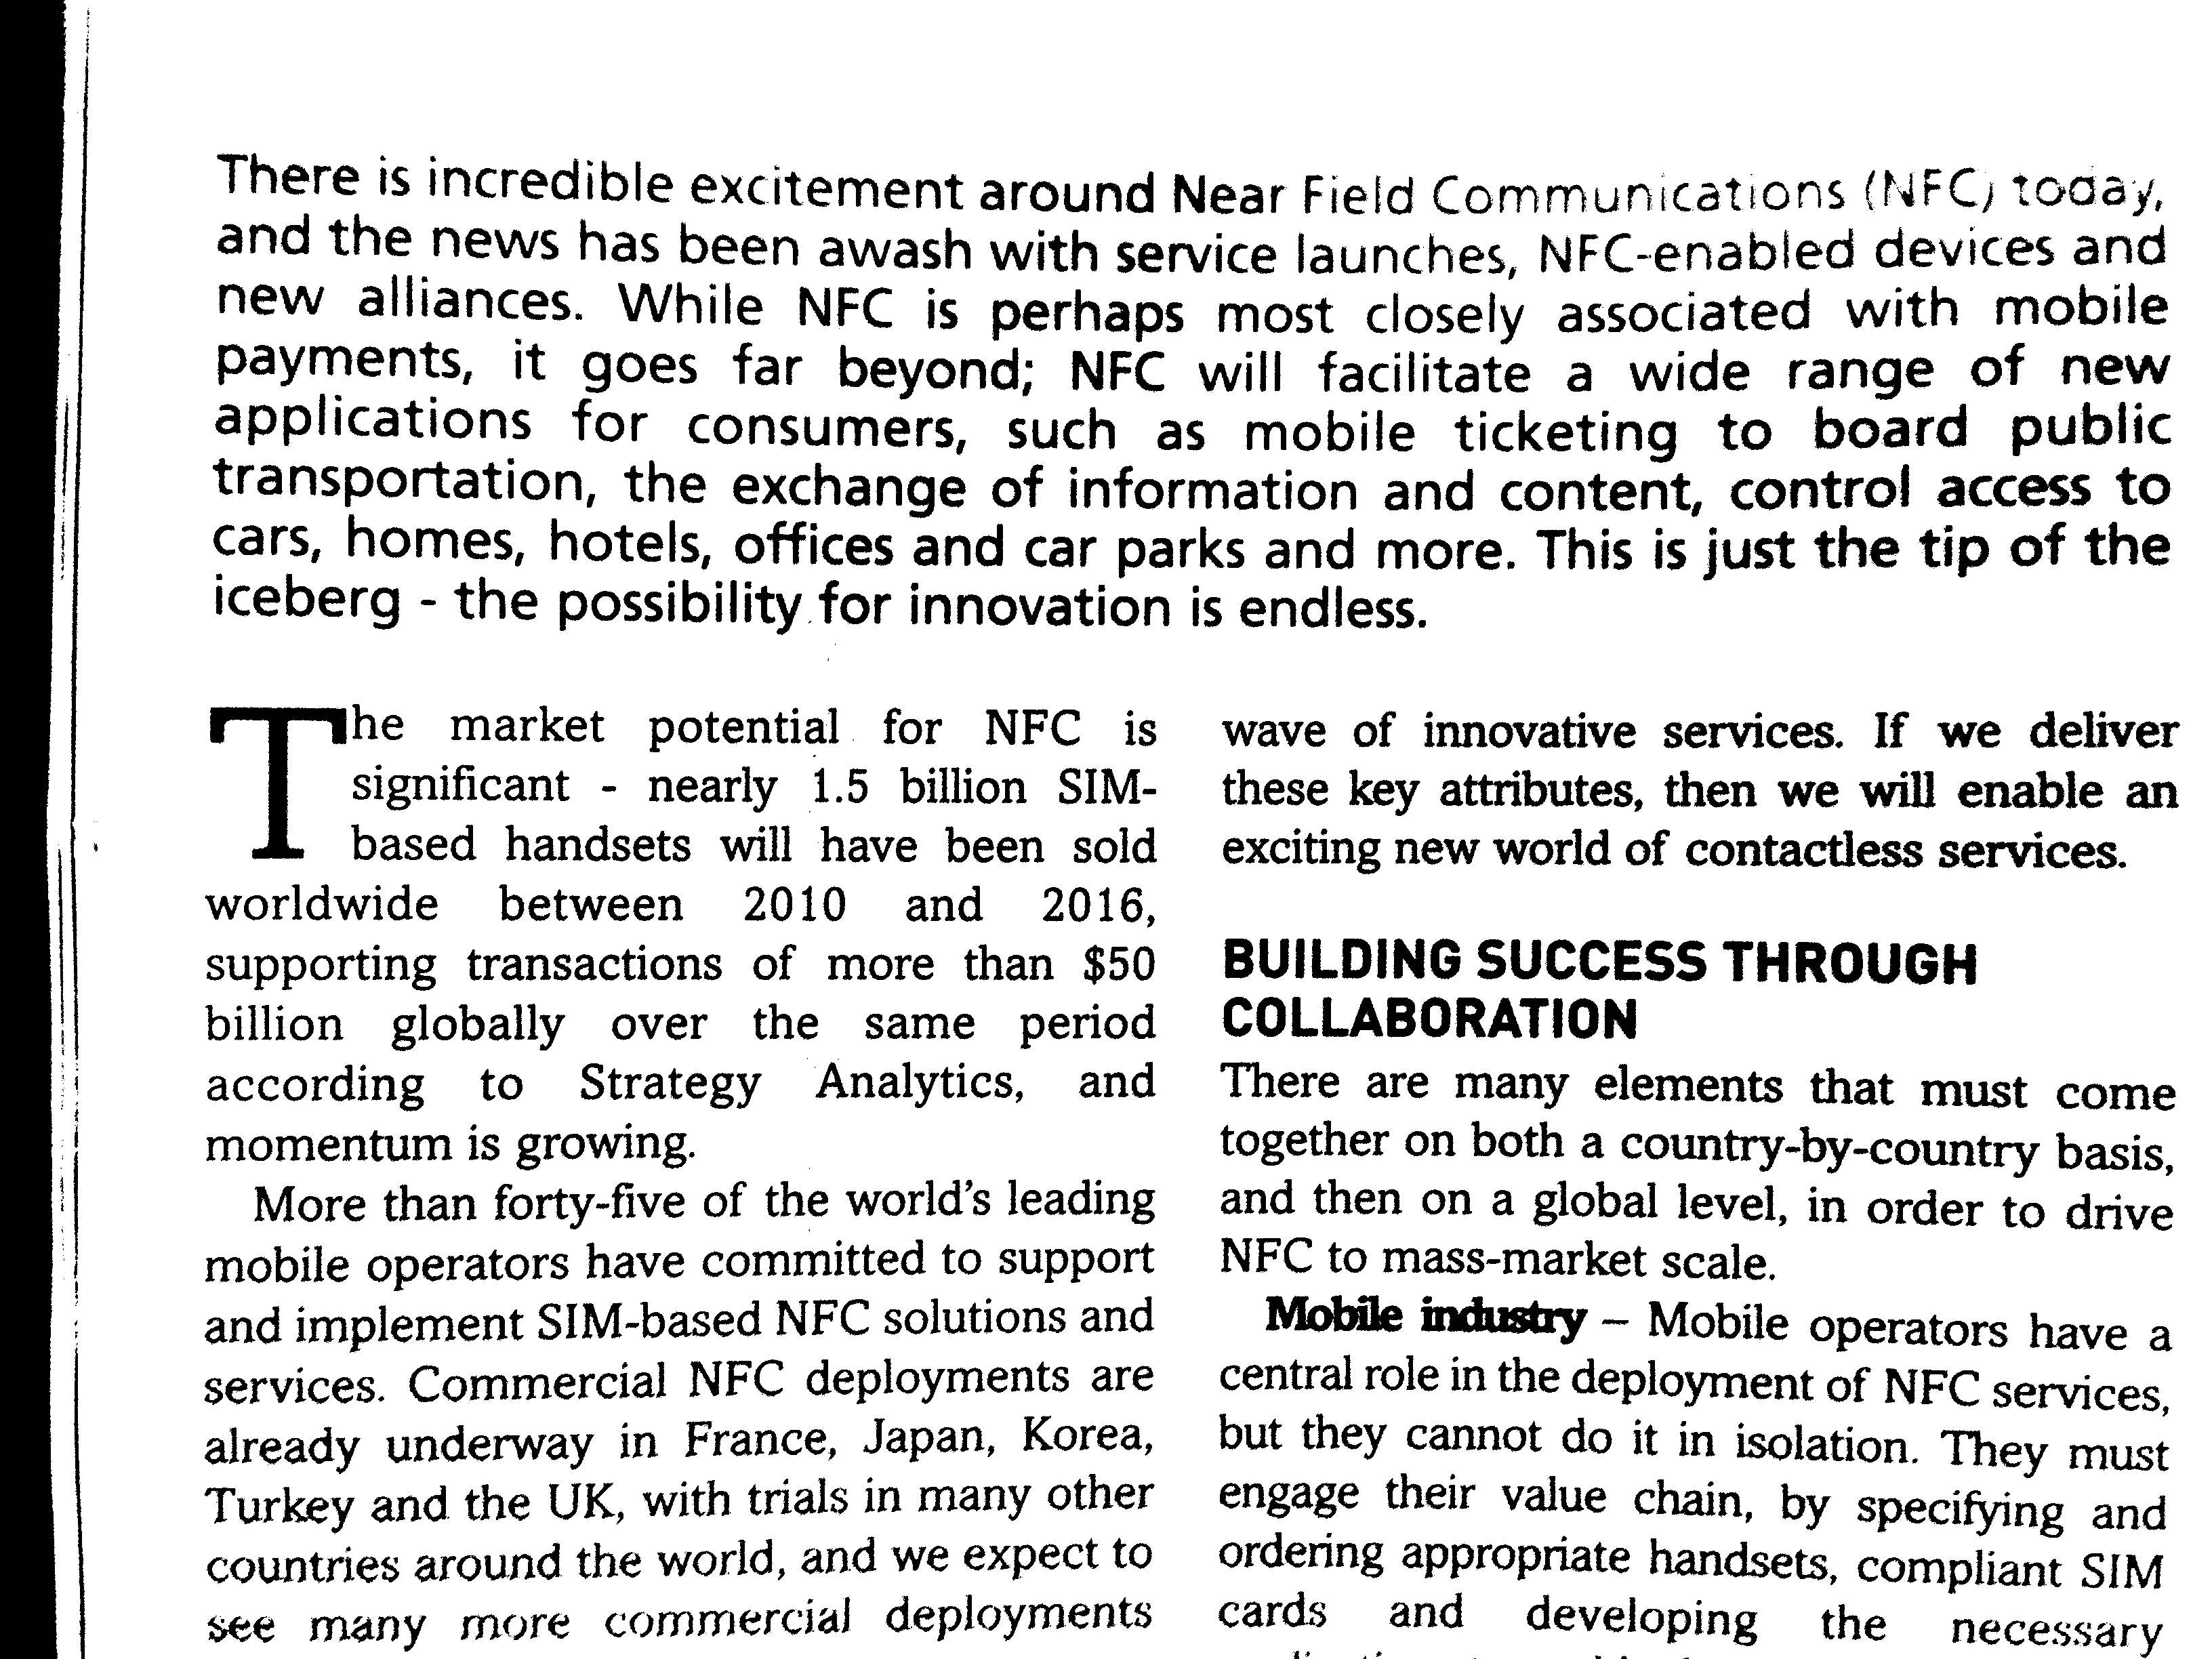 There is incredible excitement around Near Field Communications (NFC) today,
and the news has been awash with service launches, NFC-enabled devices and
new alliances. While NFC is perhaps most closely associated with mobile
payments, it goes far beyond; NFC will facilitate a wide range of new
applications for consumers, such as mobile ticketing to board public
transportation, the exchange of information and content, control access to
cars, homes, hotels, offices and car parks and more. This is just the tip of the
iceberg - the possibility for innovation is endless.
The market potential for NFC is
significant - nearly 1.5 billion SIM-
based handsets will have been sold
worldwide between 2010 and 2016,
supporting transactions of more than $50
billion globally over the same period
according to Strategy Analytics, and
momentum is growing.
More than forty-five of the world's leading
mobile operators have committed to support
and implement SIM-based NFC solutions and
services. Commercial NFC deployments are
already underway in France, Japan, Korea,
Turkey and the UK, with trials in many other
countries around the world, and we expect to
see many more commercial deployments
wave of innovative services. If we deliver
these key attributes, then we will enable an
exciting new world of contactless services.
BUILDING SUCCESS THROUGH
COLLABORATION
There are many elements that must come
together on both a country-by-country basis,
and then on a global level, in order to drive
NFC to mass-market scale.
Mobile industry – Mobile operators have a
central role in the deployment of NFC services,
but they cannot do it in isolation. They must
engage their value chain, by specifying and
ordering appropriate handsets, compliant SIM
cards and developing the necessary